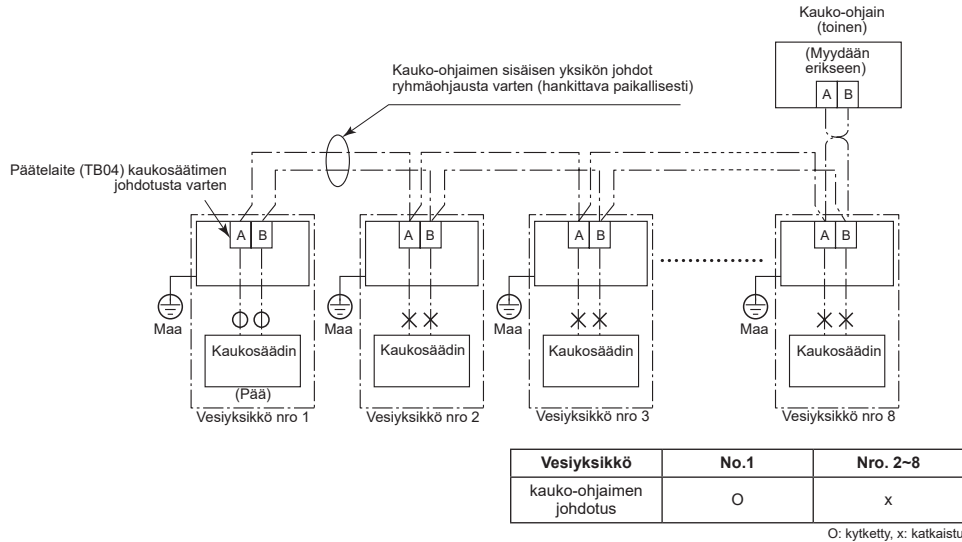 Kauko-ohjain
(toinen)
(Myydään
erikseen)
A B
Kauko-ohjaimen sisäisen yksikön johdot
ryhmäohjausta varten (hankittava paikallisesti)
Päätelaite (TB04) kaukosäätimen
johdotusta varten
A B A B A B A B
Maa Maa Maa Maa
Kaukosäädin Kaukosäädin Kaukosäädin Kaukosäädin
(Pää)
Vesiyksikkö nro 1 Vesiyksikkö nro 2 Vesiyksikkö nro 3 Vesiyksikkö nro 8
Vesiyksikkö No.1 Nro. 2~8
kauko-ohjaimen
johdotus O x
O: kytketty, x: katkaistu